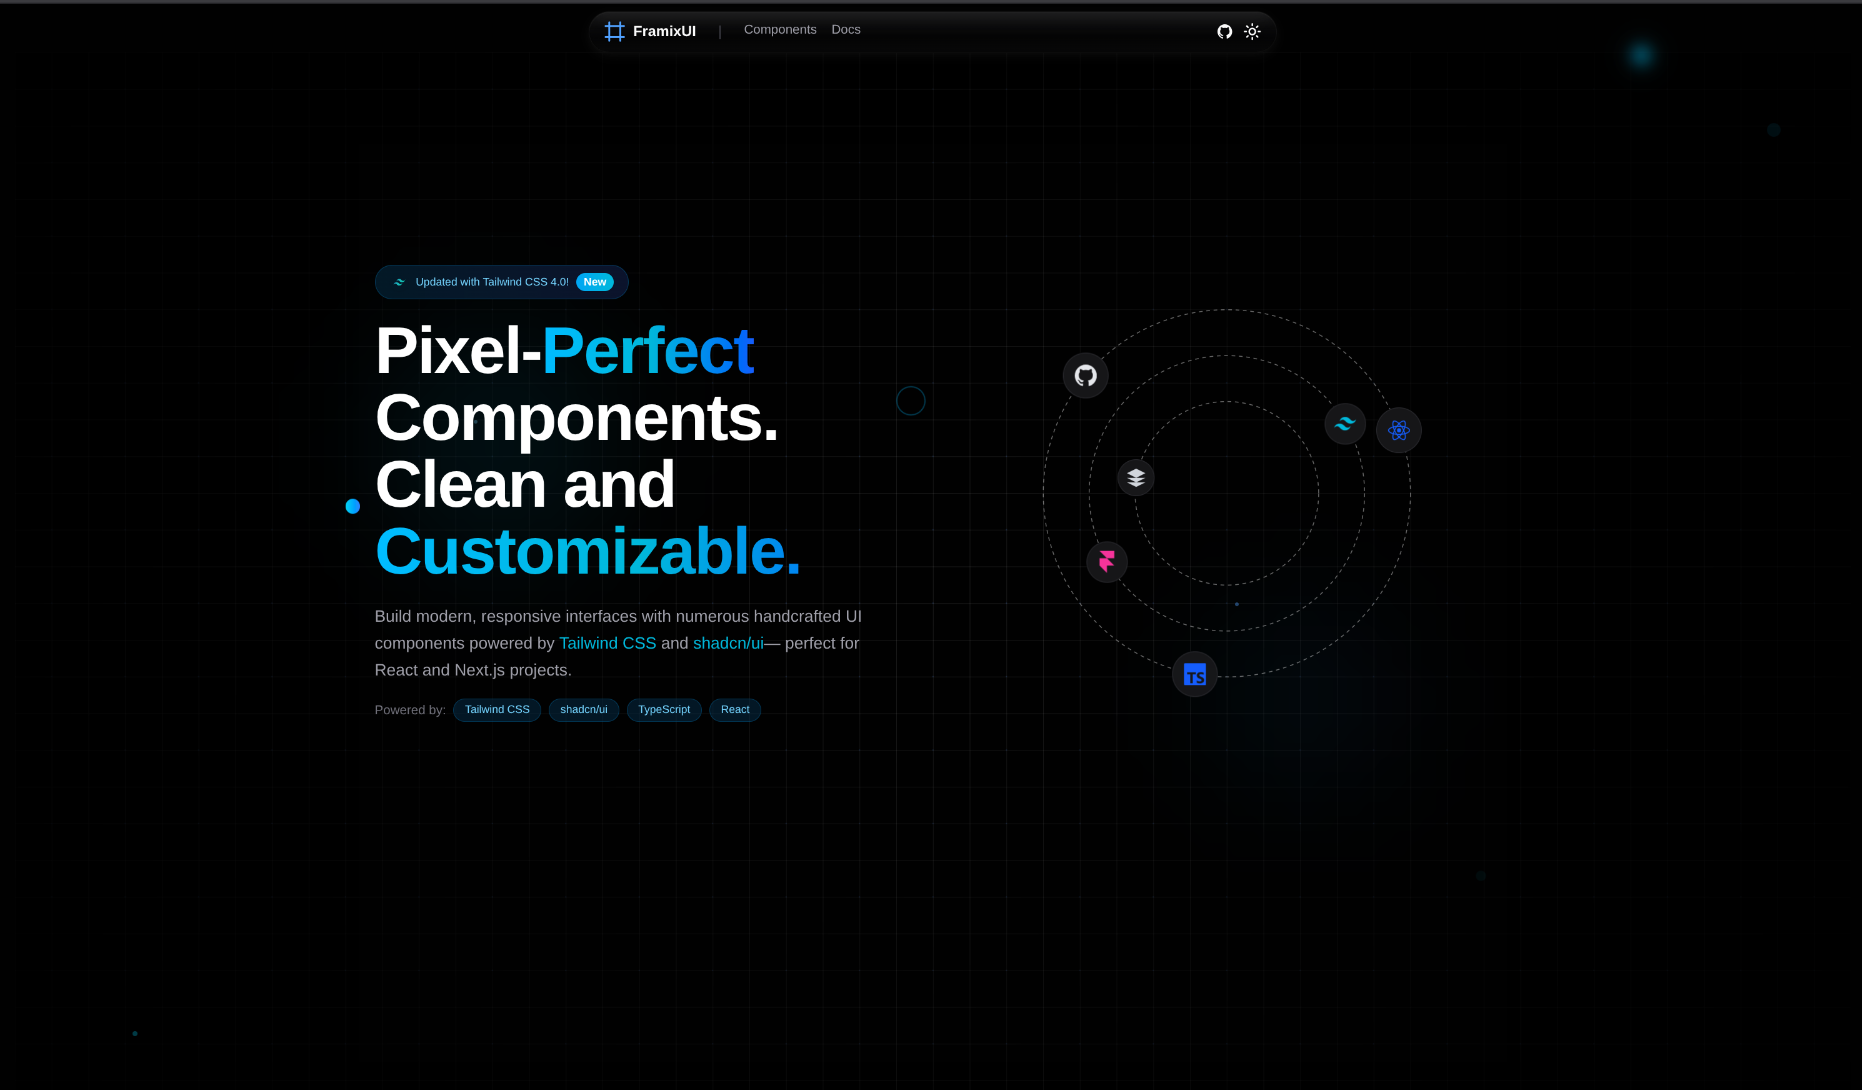 FramixUI | Components Docs
Updated with Tailwind CSS 4.0! New
Pixel-Perfect
Components.
Clean and
Customizable.
Build modern, responsive interfaces with numerous handcrafted UI
components powered by Tailwind CSS and shadcn/ui— perfect for
React and Next.js projects.
Powered by: Tailwind CSS shadcn/ui TypeScript React
TS